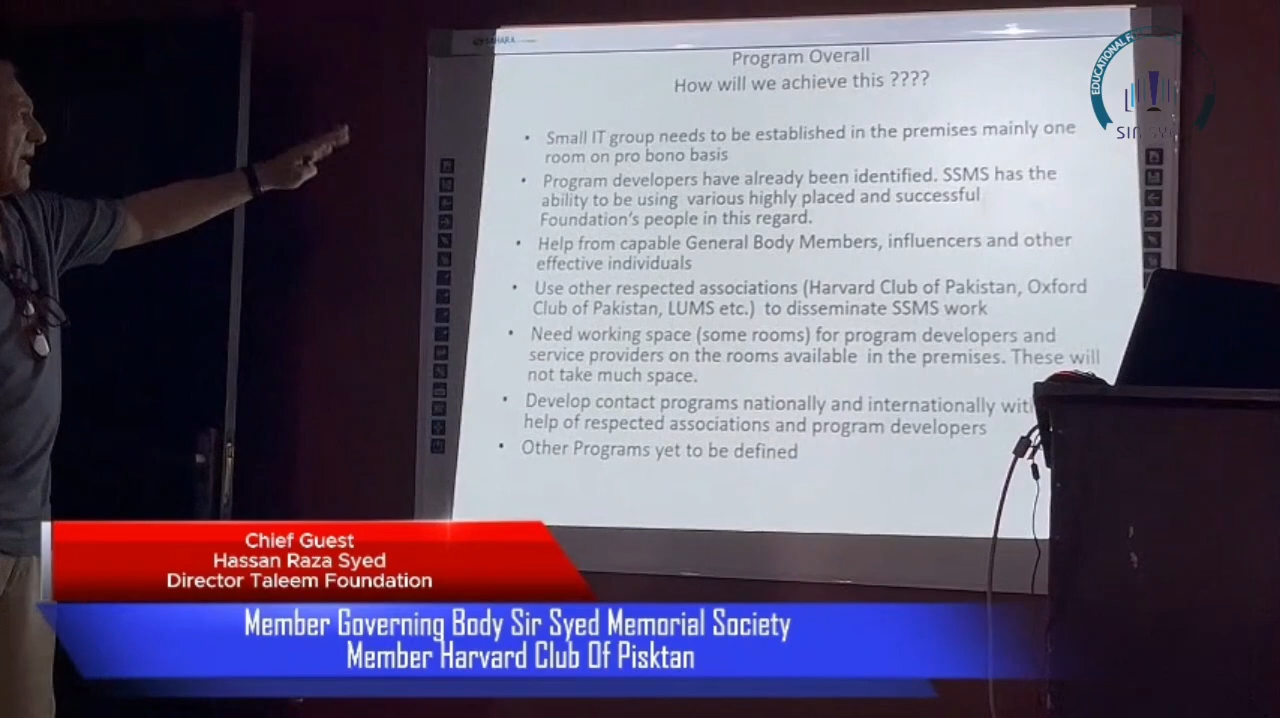 SAHARA
Program Overall
How will we achieve this ????
• Small IT group needs to be established in the premises mainly one
room on pro bono basis
• Program developers have already been identified. SSMS has the
ability to be using various highly placed and successful
Foundation's people in this regard.
• Help from capable General Body Members, influencers and other
effective individuals
• Use other respected associations (Harvard Club of Pakistan, Oxford
Club of Pakistan, LUMS etc.) to disseminate SSMS work
• Need working space (some rooms) for program developers and
service providers on the rooms available in the premises. These will
not take much space.
• Develop contact programs nationally and internationally wit
help of respected associations and program developers
• Other Programs yet to be defined
EDUCATIONAL
Chief Guest
Hassan Raza Syed
Director Taleem Foundation
Member Governing Body Sir Syed Memorial Society
Member Harvard Club Of Pisktan